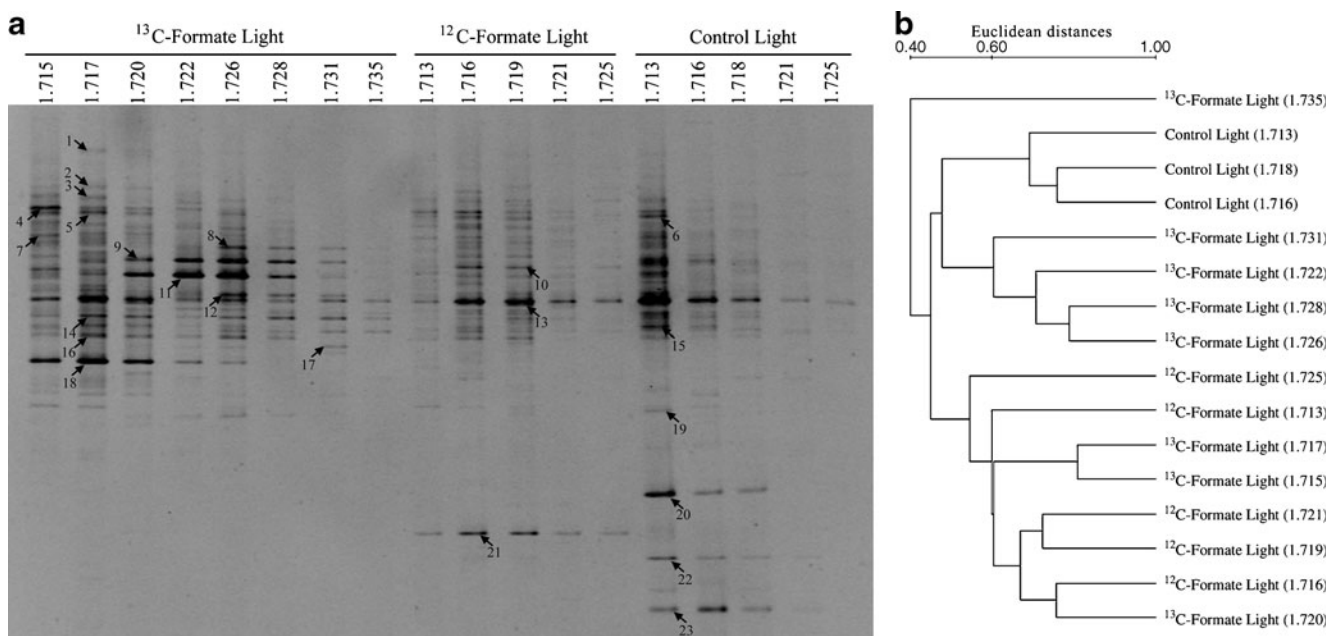 a
¹³C-Formate Light ¹²C-Formate Light Control Light
1.715 1.717 1.720 1.722 1.726 1.728 1.731 1.735 1.713 1.716 1.719 1.721 1.725 1.713 1.716 1.718 1.721 1.725
1
2
3
4
5
6
7
8
9
10
11
12
13
14
15
16
17
18
19
20
21
22
23
b
Euclidean distances
0.40 0.60 1.00
¹³C-Formate Light (1.735)
Control Light (1.713)
Control Light (1.718)
Control Light (1.716)
¹³C-Formate Light (1.731)
¹³C-Formate Light (1.722)
¹³C-Formate Light (1.728)
¹³C-Formate Light (1.726)
¹²C-Formate Light (1.725)
¹²C-Formate Light (1.713)
¹³C-Formate Light (1.717)
¹³C-Formate Light (1.715)
¹²C-Formate Light (1.721)
¹²C-Formate Light (1.719)
¹²C-Formate Light (1.716)
¹³C-Formate Light (1.720)